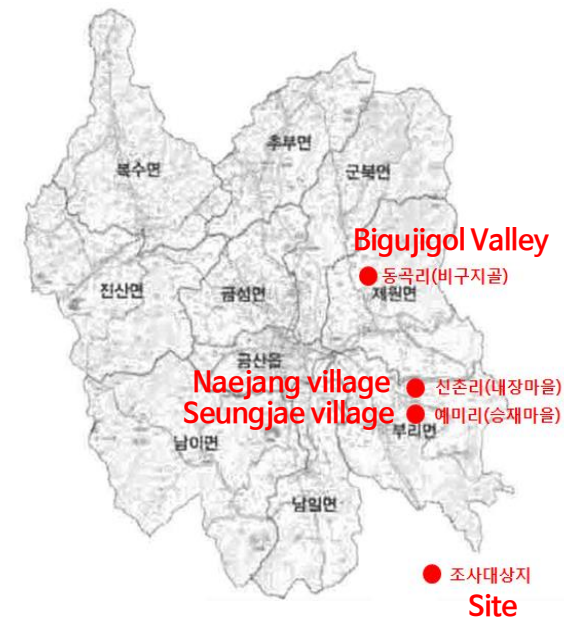 추부면
복수면
군북면
Bigujigol Valley
동곡리(비구지골)
진산면
금성면
제원면
금산읍
Naejang village
신촌리(내장마을)
Seungjae village
예미리(승재마을)
부리면
남이면
남일면
조사대상지
Site